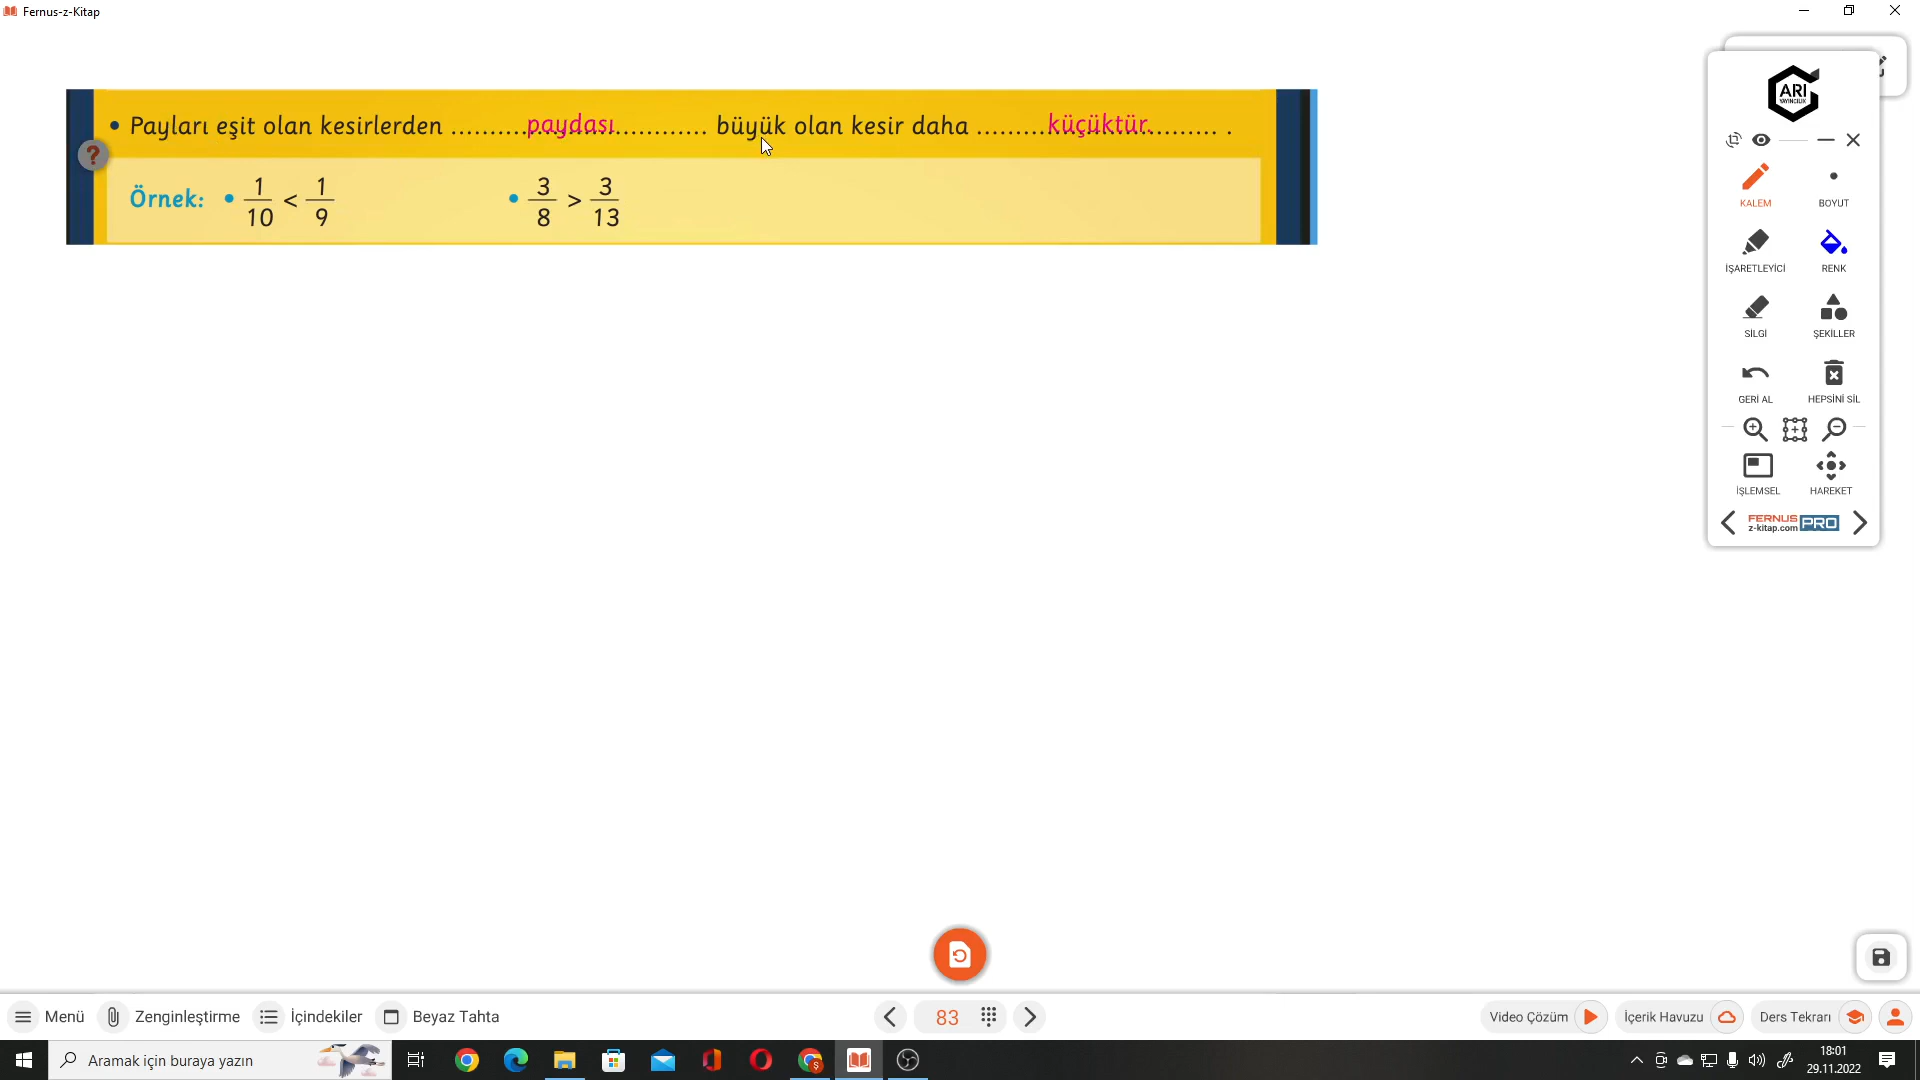 Fernus-z-Kitap
• Payları eşit olan kesirlerden ..........paydası............ büyük olan kesir daha .........küçüktür.......... .
?
Örnek: • 1/10 < 1/9 • 3/8 > 3/13
ARI
YAYINCILIK
KALEM BOYUT
İŞARETLEYİCİ RENK
SİLGİ ŞEKİLLER
GERİ AL HEPSİNİ SİL
İŞLEMSEL HAREKET
FERNUS PRO
z-kitap.com
Menü Zenginleştirme İçindekiler Beyaz Tahta 83 Video Çözüm İçerik Havuzu Ders Tekrarı
Aramak için buraya yazın
18:01
29.11.2022